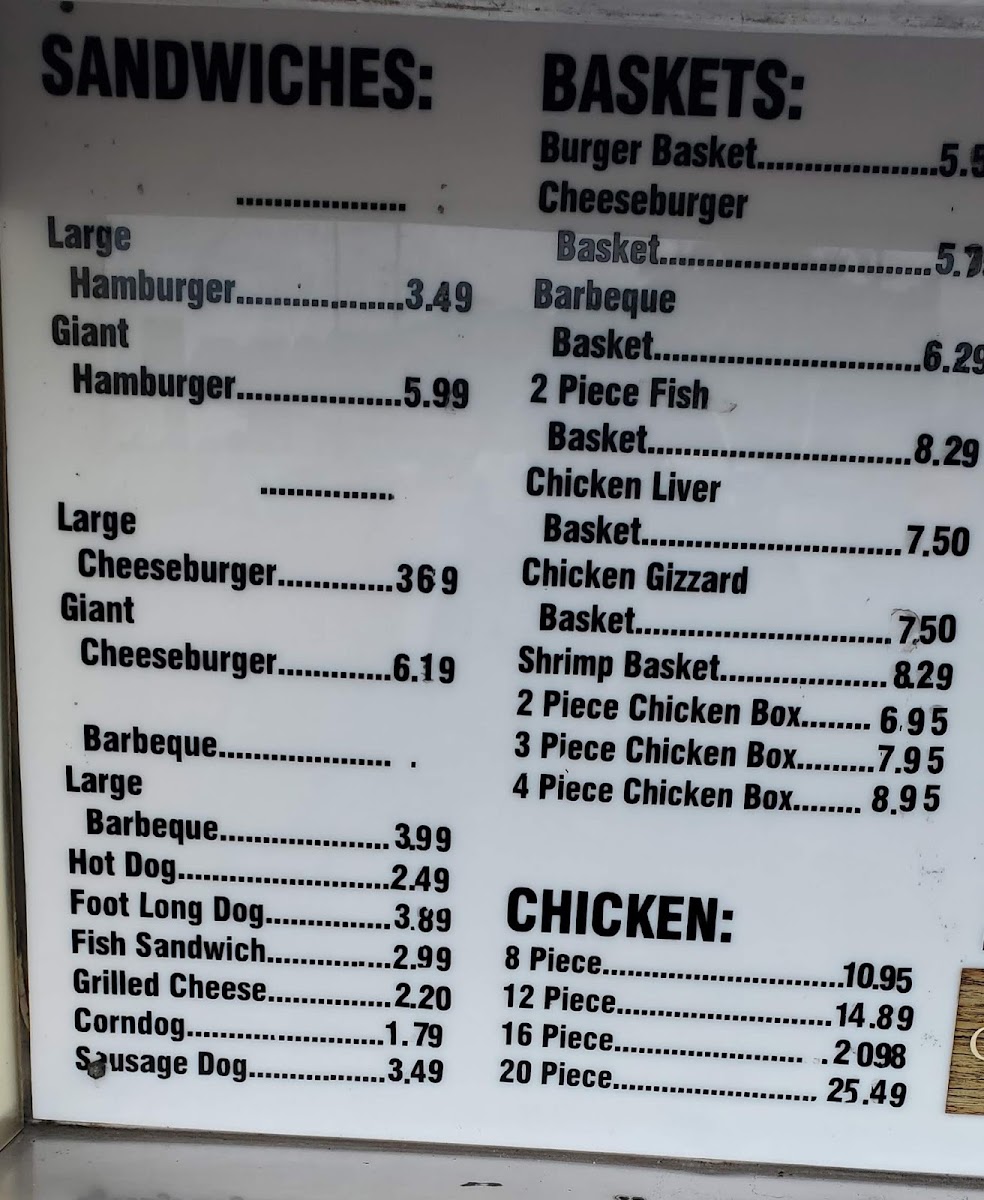 SANDWICHES:
..................
Large
Hamburger...................3.49
Giant
Hamburger..................5.99
...............
Large
Cheeseburger.............369
Giant
Cheeseburger.............6.19
Barbeque................... .
Large
Barbeque...................3.99
Hot Dog.......................2.49
Foot Long Dog..............3.89
Fish Sandwich..............2.99
Grilled Cheese..............2.20
Corndog......................1.79
Sausage Dog................3.49
BASKETS:
Burger Basket...................5.5
Cheeseburger
Basket.............................5.7
Barbeque
Basket.............................6.29
2 Piece Fish
Basket.............................8.29
Chicken Liver
Basket.............................7.50
Chicken Gizzard
Basket.............................7.50
Shrimp Basket...................8.29
2 Piece Chicken Box........ 6.95
3 Piece Chicken Box.........7.95
4 Piece Chicken Box........ 8.95
CHICKEN:
8 Piece...........................10.95
12 Piece........................14.89
16 Piece..................... .2098
20 Piece....................... 25.49